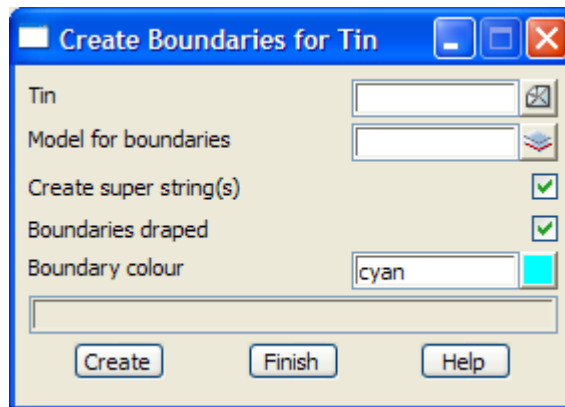 Create Boundaries for Tin
Tin
Model for boundaries
Create super string(s)
Boundaries draped
Boundary colour cyan
Create Finish Help